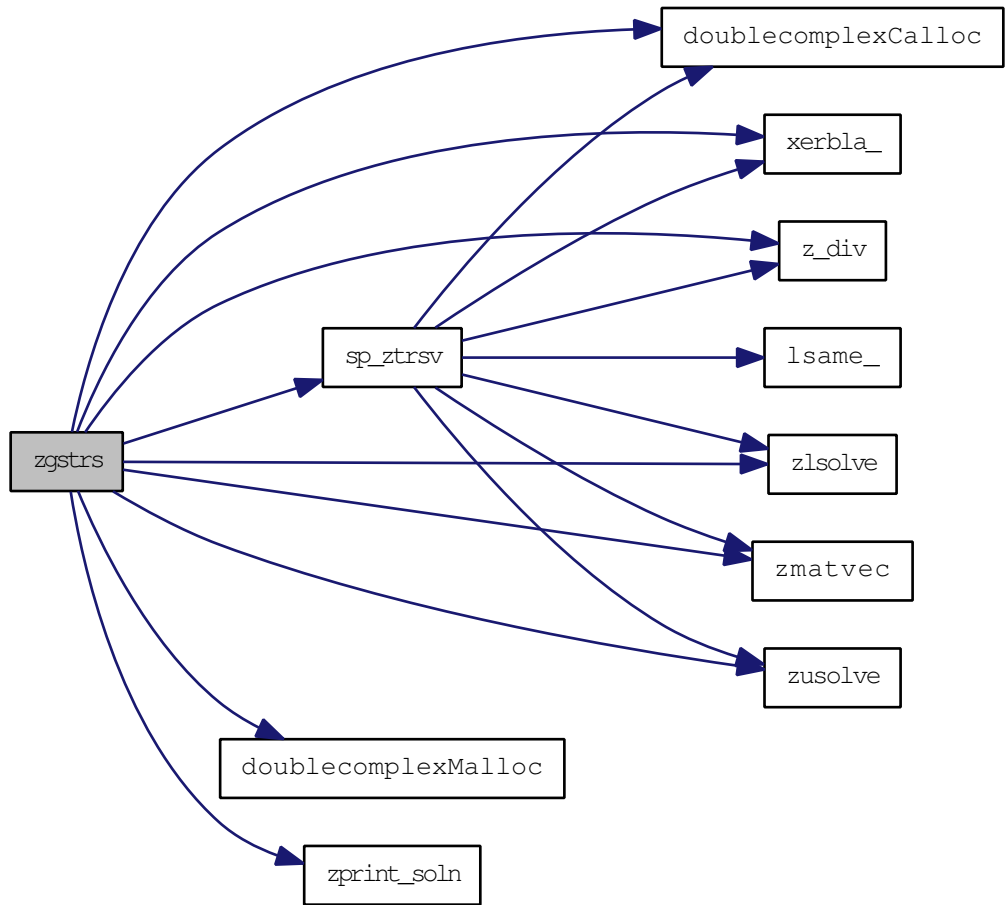 doublecomplexCalloc
xerbla_
z_div
sp_ztrsv
lsame_
zgstrs
zlsolve
zmatvec
zusolve
doublecomplexMalloc
zprint_soln